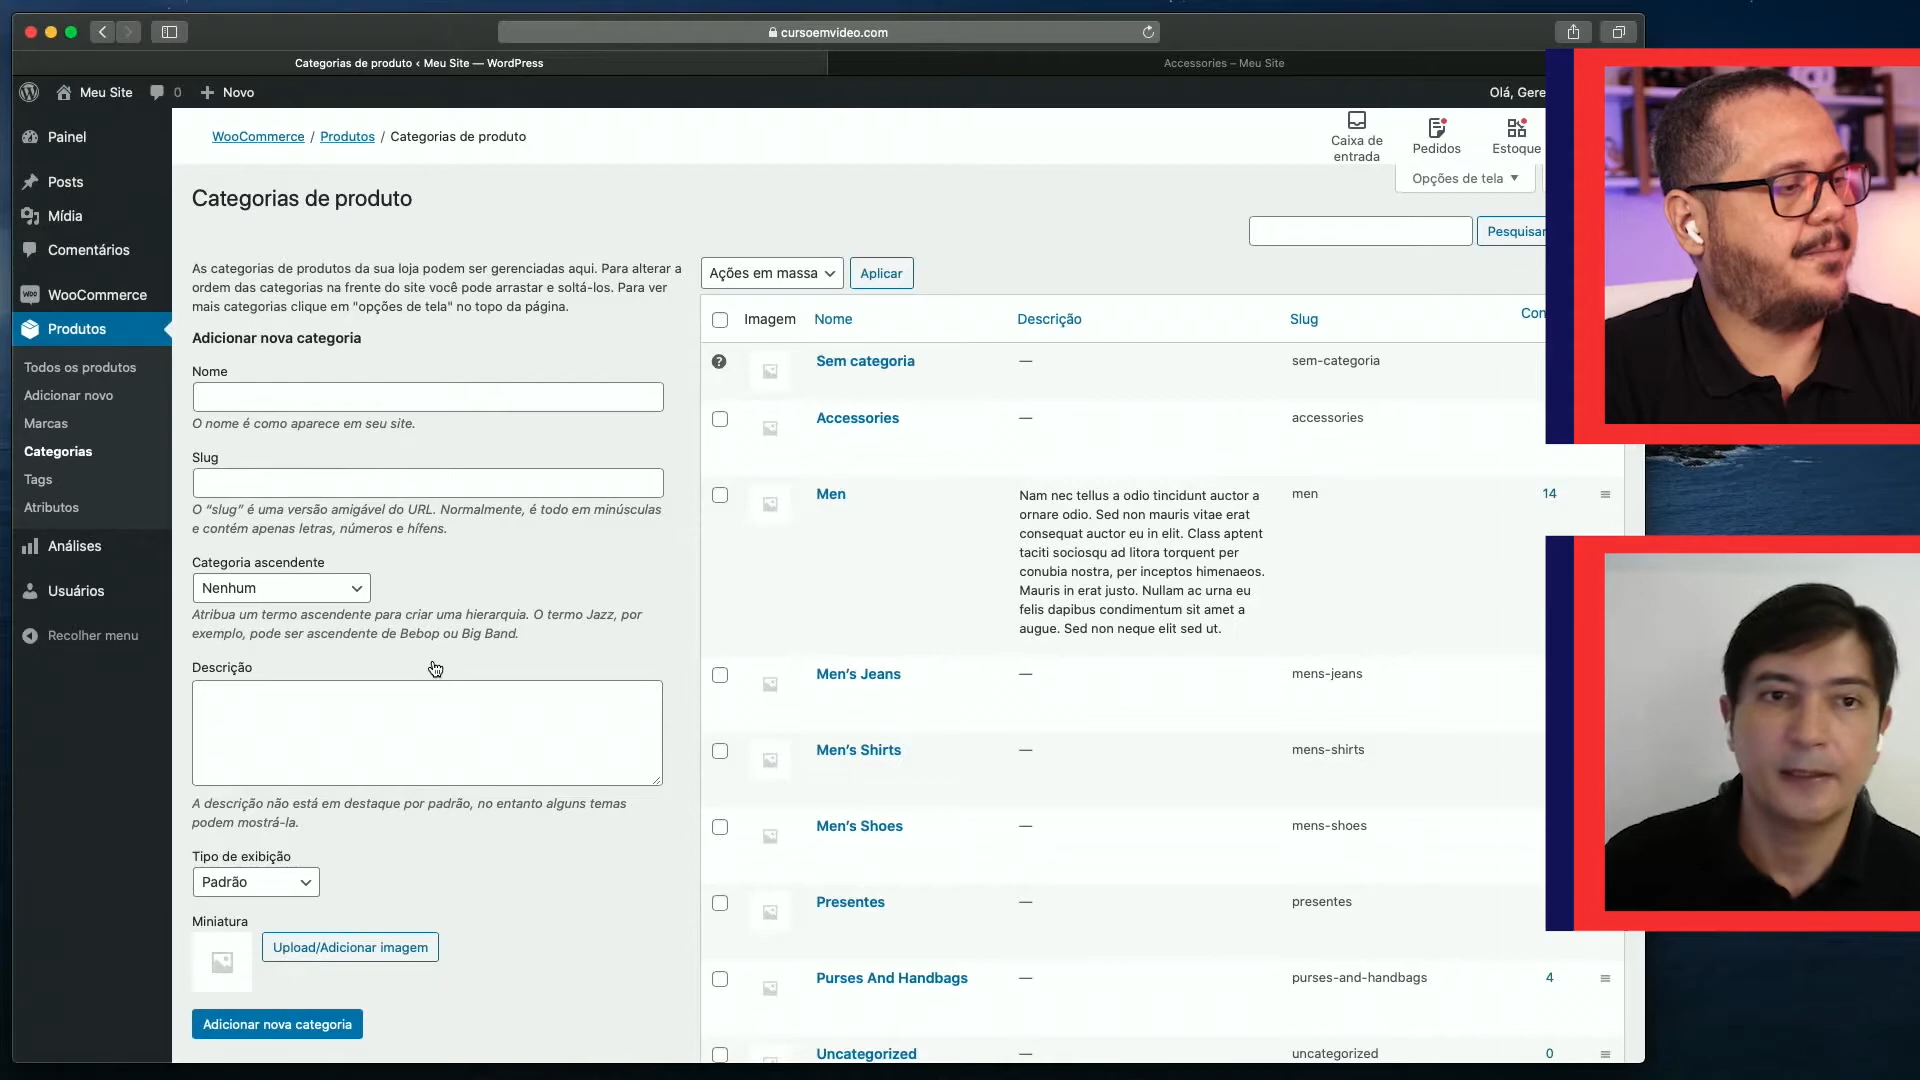 cursoemvideo.com
Categorias de produto ‹ Meu Site — WordPress
Accessories – Meu Site
Meu Site
0
Novo
Olá, Gere
Painel
Posts
Mídia
Comentários
WooCommerce
Produtos
Todos os produtos
Adicionar novo
Marcas
Categorias
Tags
Atributos
Análises
Usuários
Recolher menu
WooCommerce / Produtos / Categorias de produto
Caixa de entrada
Pedidos
Estoque
Opções de tela
Categorias de produto
Pesquisar
As categorias de produtos da sua loja podem ser gerenciadas aqui. Para alterar a
ordem das categorias na frente do site você pode arrastar e soltá-los. Para ver
mais categorias clique em "opções de tela" no topo da página.
Adicionar nova categoria
Nome
O nome é como aparece em seu site.
Slug
O “slug” é uma versão amigável do URL. Normalmente, é todo em minúsculas
e contém apenas letras, números e hífens.
Categoria ascendente
Nenhum
Atribua um termo ascendente para criar uma hierarquia. O termo Jazz, por
exemplo, pode ser ascendente de Bebop ou Big Band.
Descrição
A descrição não está em destaque por padrão, no entanto alguns temas
podem mostrá-la.
Tipo de exibição
Padrão
Miniatura
Upload/Adicionar imagem
Adicionar nova categoria
Ações em massa
Aplicar
Imagem Nome Descrição Slug Con
Sem categoria — sem-categoria
Accessories — accessories
Men
Nam nec tellus a odio tincidunt auctor a
ornare odio. Sed non mauris vitae erat
consequat auctor eu in elit. Class aptent
taciti sociosqu ad litora torquent per
conubia nostra, per inceptos himenaeos.
Mauris in erat justo. Nullam ac urna eu
felis dapibus condimentum sit amet a
augue. Sed non neque elit sed ut.
men
14
Men’s Jeans — mens-jeans
Men’s Shirts — mens-shirts
Men’s Shoes — mens-shoes
Presentes — presentes
Purses And Handbags — purses-and-handbags 4
Uncategorized — uncategorized 0